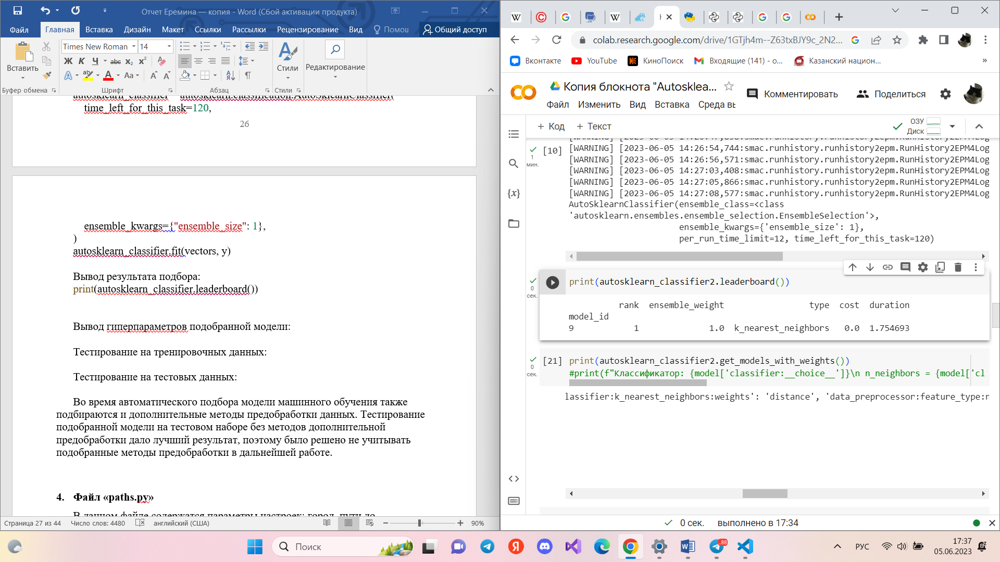 Отчет Еремина — копия - Word (Сбой активации продукта)
Файл Главная Вставка Дизайн Макет Ссылки Рассылки Рецензирование Вид Помощ Общий доступ
Вставить
Times New Roman 14
Ж К Ч abc x₂ x²
A ab A Aa A A
Стили
Редактирование
Буфер обмена Шрифт Абзац Стили
autosklearn_classifier = autosklearn.classification.AutoSklearnClassifier(
time_left_for_this_task=120,
26
ensemble_kwargs={"ensemble_size": 1},
)
autosklearn_classifier.fit(vectors, y)
Вывод результата подбора:
print(autosklearn_classifier.leaderboard())
Вывод гиперпараметров подобранной модели:
Тестирование на тренировочных данных:
Тестирование на тестовых данных:
Во время автоматического подбора модели машинного обучения также
подбираются и дополнительные методы предобработки данных. Тестирование
подобранной модели на тестовом наборе без методов дополнительной
предобработки дало лучший результат, поэтому было решено не учитывать
подобранные методы предобработки в дальнейшей работе.
4. Файл «paths.py»
В данном файле содержатся параметры настроек: город, пути до
Страница 27 из 44 Число слов: 4480 английский (США) 90%
colab.research.google.com/drive/1GTjh4m--Z63txBJY9c_2N2...
Вконтакте YouTube КиноПоиск Входящие (141) - o... Казанский национ... »
Копия блокнота "Autosklea...
Комментировать Поделиться
Файл Изменить Вид Вставка Среда вы
+ Код + Текст
ОЗУ
Диск
[10]
1
мин.
[WARNING] [2023-06-05 14:26:54,744:smac.runhistory.runhistory2epm.RunHistory2EPM4Log
[WARNING] [2023-06-05 14:26:56,571:smac.runhistory.runhistory2epm.RunHistory2EPM4Log
[WARNING] [2023-06-05 14:27:03,408:smac.runhistory.runhistory2epm.RunHistory2EPM4Log
[WARNING] [2023-06-05 14:27:05,866:smac.runhistory.runhistory2epm.RunHistory2EPM4Log
[WARNING] [2023-06-05 14:27:08,577:smac.runhistory.runhistory2epm.RunHistory2EPM4Log
AutoSklearnClassifier(ensemble_class=<class
'autosklearn.ensembles.ensemble_selection.EnsembleSelection'>,
ensemble_kwargs={'ensemble_size': 1},
per_run_time_limit=12, time_left_for_this_task=120)
0
сек.
print(autosklearn_classifier2.leaderboard())
rank ensemble_weight type cost duration
model_id
9 1 1.0 k_nearest_neighbors 0.0 1.754693
0
сек.
[21] print(autosklearn_classifier2.get_models_with_weights())
#print(f"Классификатор: {model['classifier:__choice__']}\n n_neighbors = {model['cl
lassifier:k_nearest_neighbors:weights': 'distance', 'data_preprocessor:feature_type:n
0 сек. выполнено в 17:34
Поиск
88
РУС
17:37
05.06.2023